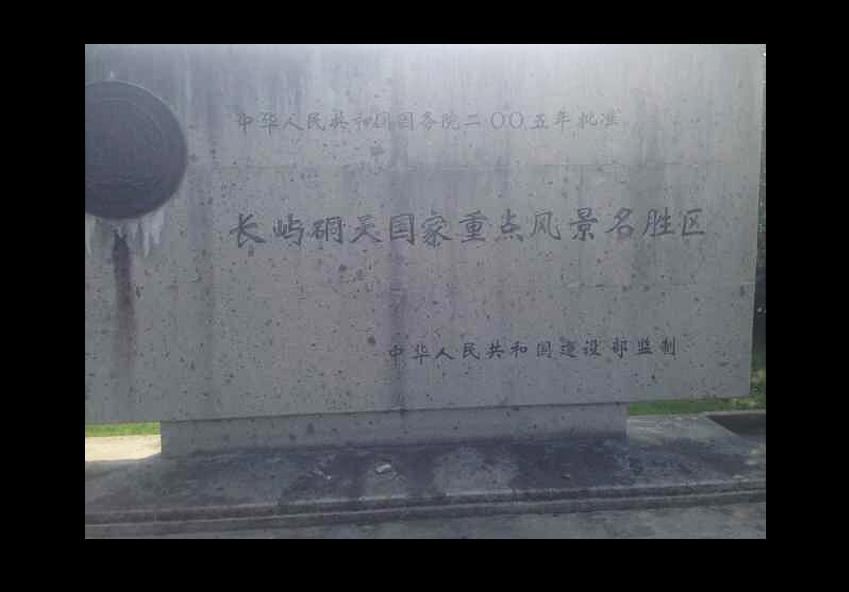 中华人民共和国国务院二〇〇五年批准
长屿硐天国家重点风景名胜区
中华人民共和国建设部监制